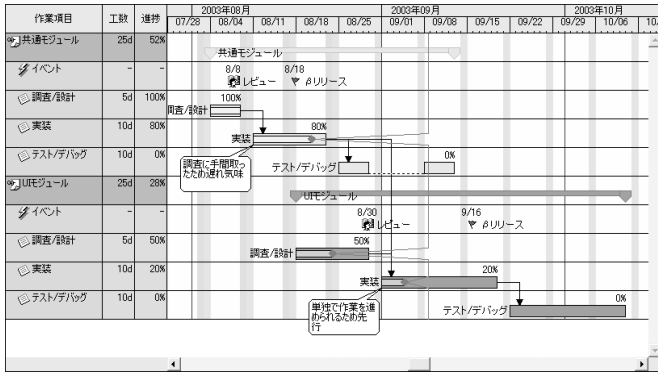 2003年08月 2003年09月 2003年10月
作業項目 工数 進捗 07/28 08/04 08/11 08/18 08/25 09/01 09/08 09/15 09/22 09/29 10/06 10/
共通モジュール 25d 52% 共通モジュール
イベント - - 8/8 レビュー 8/18 βリリース
調査/設計 5d 100% 調査/設計 100%
実装 10d 80% 実装 80%
テスト/デバッグ 10d 0% テスト/デバッグ 0%
調査に手間取っ
たため遅れ気味
UIモジュール 25d 28% UIモジュール
イベント - - 8/30 レビュー 9/16 βリリース
調査/設計 5d 50% 調査/設計 50%
実装 10d 20% 実装 20%
テスト/デバッグ 10d 0% テスト/デバッグ 0%
単独で作業を進
められるため先
行